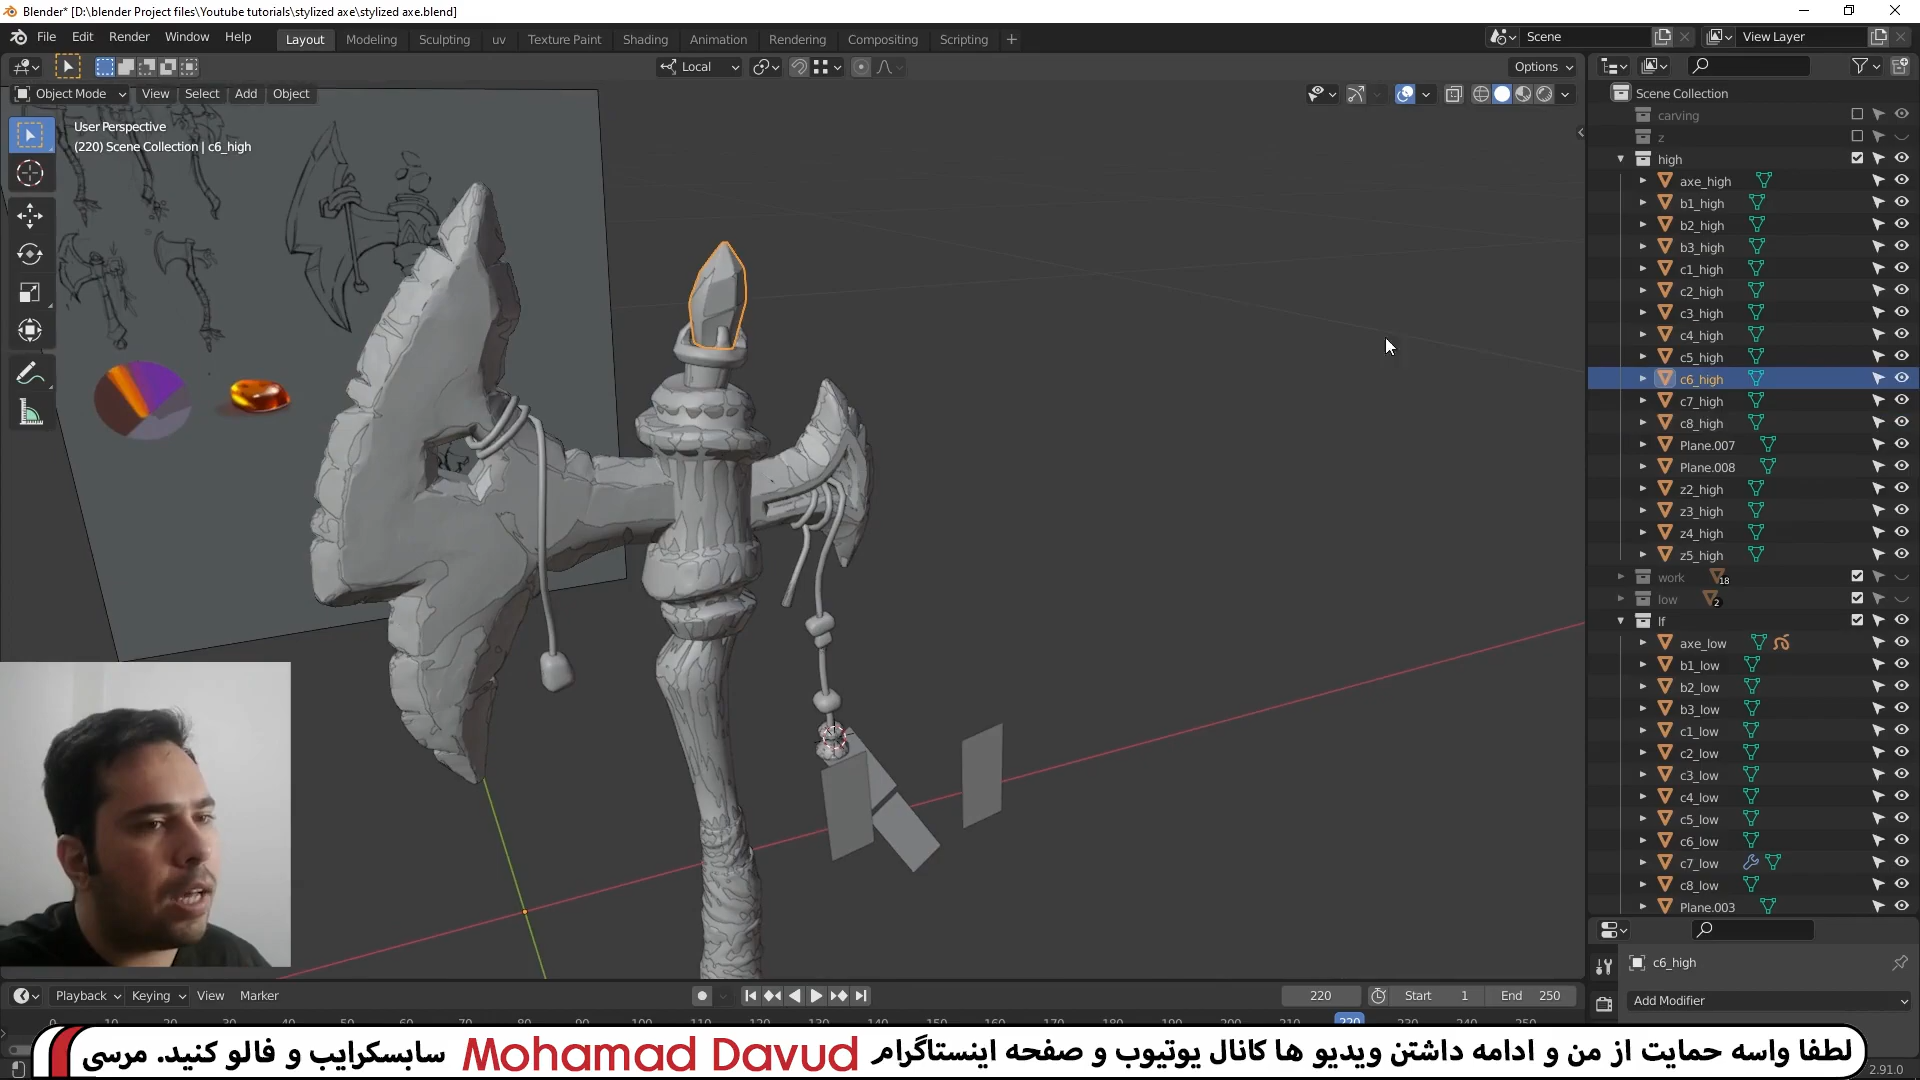 Blender* [D:\blender Project files\Youtube tutorials\stylized axe\stylized axe.blend]
File Edit Render Window Help Layout Modeling Sculpting uv Texture Paint Shading Animation Rendering Compositing Scripting + Scene View Layer
Local Options
Object Mode View Select Add Object
User Perspective
(220) Scene Collection | c6_high
Scene Collection
carving
z
high
axe_high
b1_high
b2_high
b3_high
c1_high
c2_high
c3_high
c4_high
c5_high
c6_high
c7_high
c8_high
Plane.007
Plane.008
z2_high
z3_high
z4_high
z5_high
work 18
low 2
lf
axe_low
b1_low
b2_low
b3_low
c1_low
c2_low
c3_low
c4_low
c5_low
c6_low
c7_low
c8_low
Plane.003
c6_high
Add Modifier
Playback Keying View Marker 220 Start 1 End 250
220
لطفا واسه حمایت از من و ادامه داشتن ویدیو ها کانال یوتیوب و صفحه اینستاگرام Mohamad Davud سابسکرایب و فالو کنید. مرسی
2.91.0